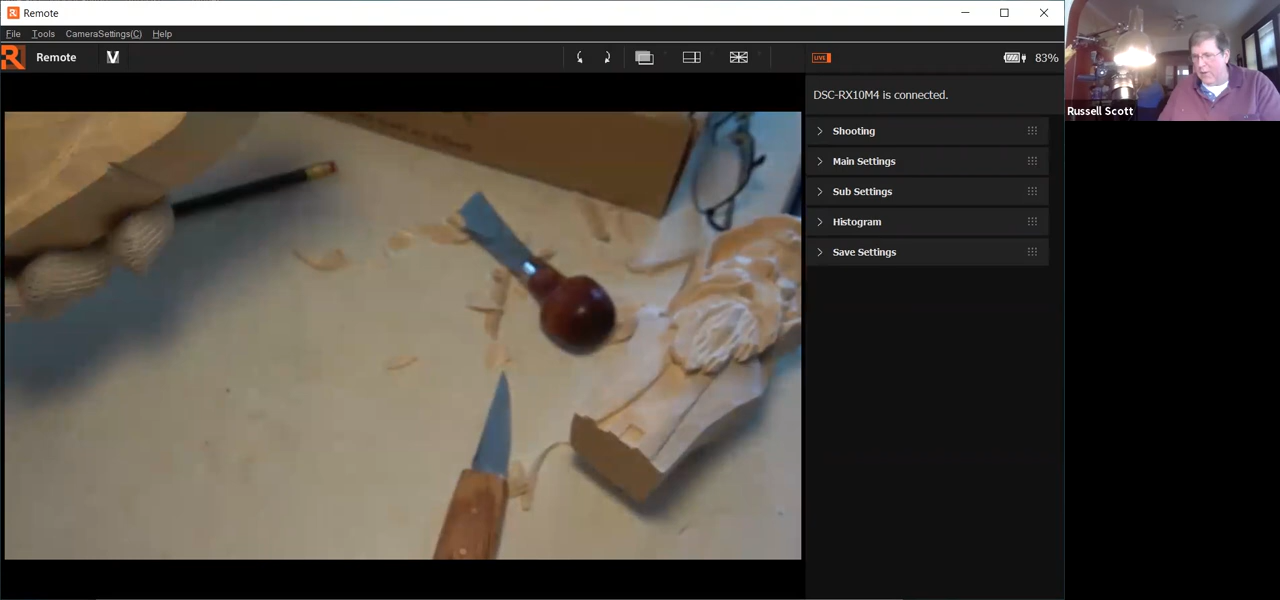 Remote
File Tools CameraSettings(C) Help
Remote
LIVE
83%
DSC-RX10M4 is connected.
Shooting
Main Settings
Sub Settings
Histogram
Save Settings
Russell Scott